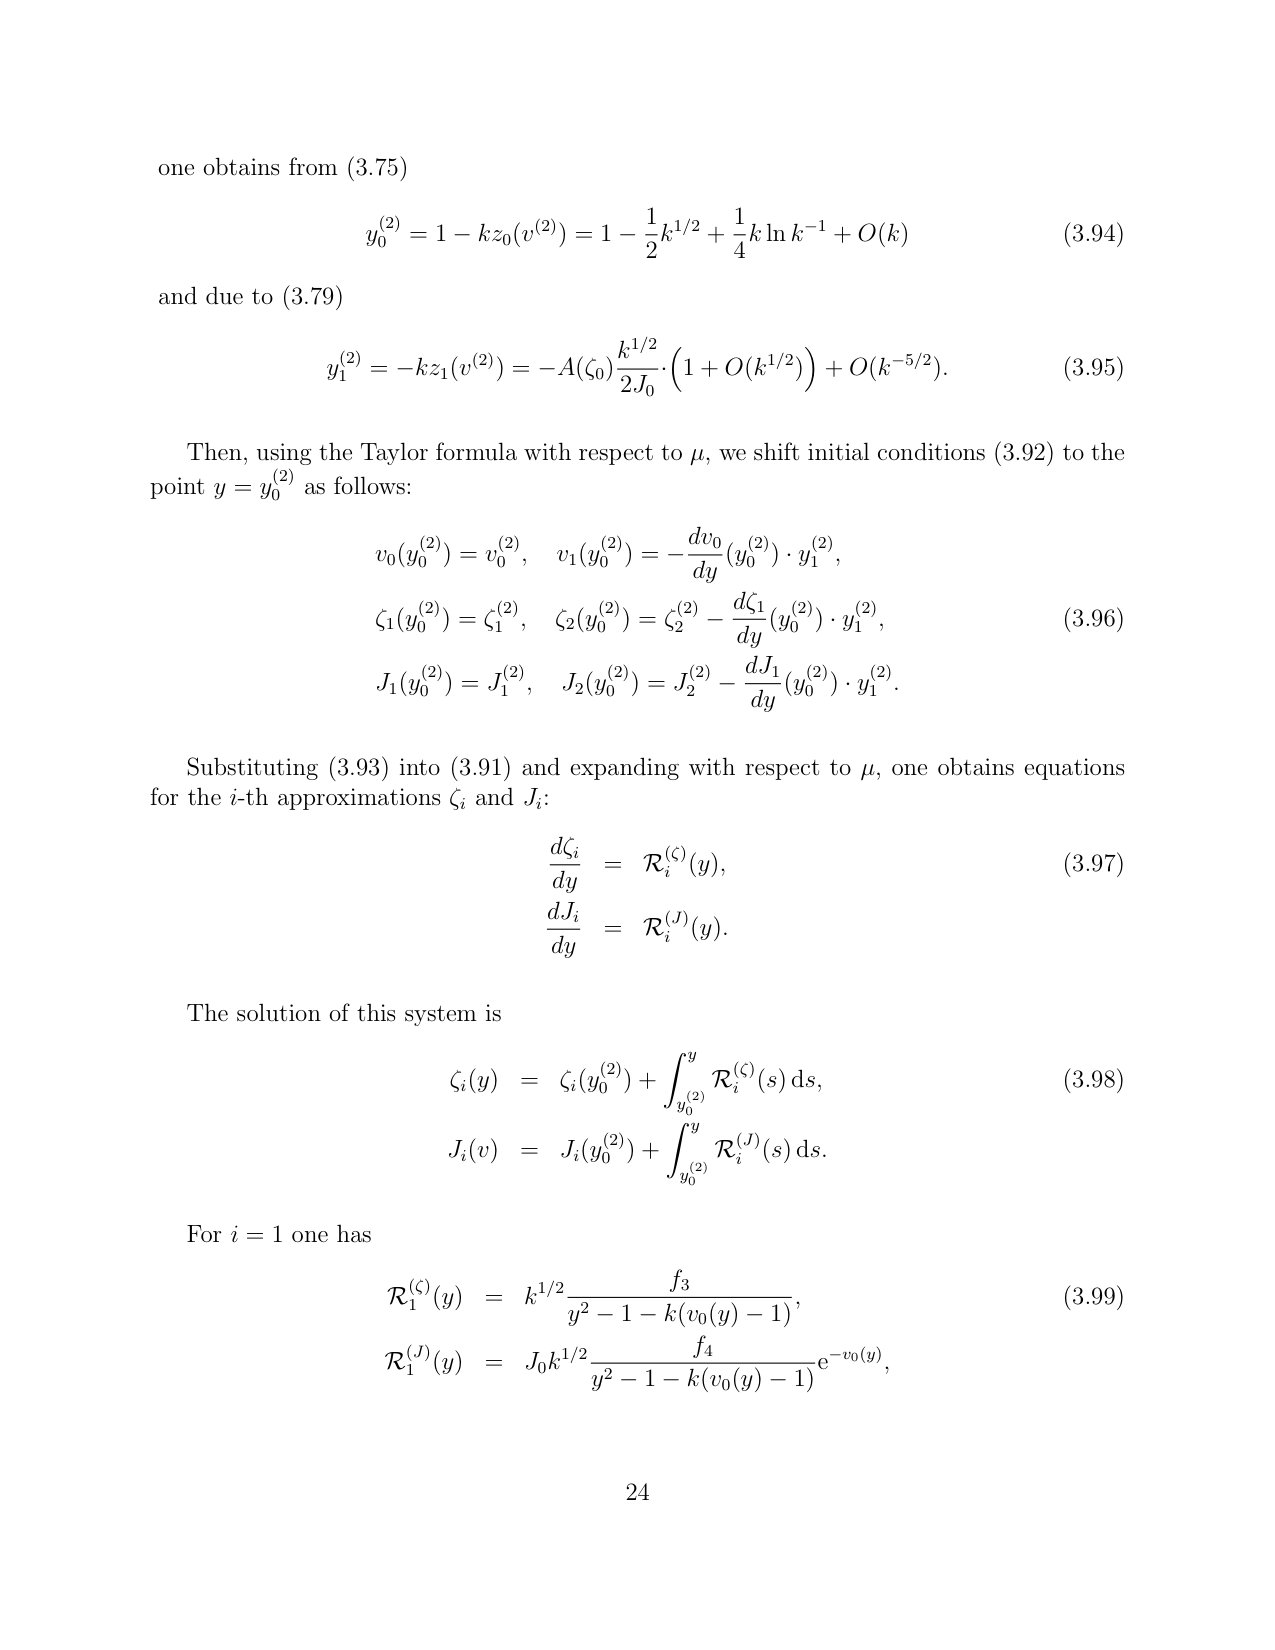 one obtains from (3.75)
$y_0^{(2)} = 1 - kz_0(v^{(2)}) = 1 - \frac{1}{2}k^{1/2} + \frac{1}{4}k \ln k^{-1} + O(k)$ (3.94)
and due to (3.79)
$y_1^{(2)} = -kz_1(v^{(2)}) = -A(\zeta_0)\frac{k^{1/2}}{2J_0} \cdot \left(1 + O(k^{1/2})\right) + O(k^{-5/2}).$ (3.95)
Then, using the Taylor formula with respect to $\mu$, we shift initial conditions (3.92) to the
point $y = y_0^{(2)}$ as follows:
$v_0(y_0^{(2)}) = v_0^{(2)}, \quad v_1(y_0^{(2)}) = -\frac{dv_0}{dy}(y_0^{(2)}) \cdot y_1^{(2)},$
$\zeta_1(y_0^{(2)}) = \zeta_1^{(2)}, \quad \zeta_2(y_0^{(2)}) = \zeta_2^{(2)} - \frac{d\zeta_1}{dy}(y_0^{(2)}) \cdot y_1^{(2)},$ (3.96)
$J_1(y_0^{(2)}) = J_1^{(2)}, \quad J_2(y_0^{(2)}) = J_2^{(2)} - \frac{dJ_1}{dy}(y_0^{(2)}) \cdot y_1^{(2)}.$
Substituting (3.93) into (3.91) and expanding with respect to $\mu$, one obtains equations
for the $i$-th approximations $\zeta_i$ and $J_i$:
$\frac{d\zeta_i}{dy} = \mathcal{R}_i^{(\zeta)}(y),$ (3.97)
$\frac{dJ_i}{dy} = \mathcal{R}_i^{(J)}(y).$
The solution of this system is
$\zeta_i(y) = \zeta_i(y_0^{(2)}) + \int_{y_0^{(2)}}^{y} \mathcal{R}_i^{(\zeta)}(s)\,\mathrm{d}s,$ (3.98)
$J_i(v) = J_i(y_0^{(2)}) + \int_{y_0^{(2)}}^{y} \mathcal{R}_i^{(J)}(s)\,\mathrm{d}s.$
For $i = 1$ one has
$\mathcal{R}_1^{(\zeta)}(y) = k^{1/2}\frac{f_3}{y^2 - 1 - k(v_0(y) - 1)},$ (3.99)
$\mathcal{R}_1^{(J)}(y) = J_0 k^{1/2}\frac{f_4}{y^2 - 1 - k(v_0(y) - 1)}\mathrm{e}^{-v_0(y)},$
24